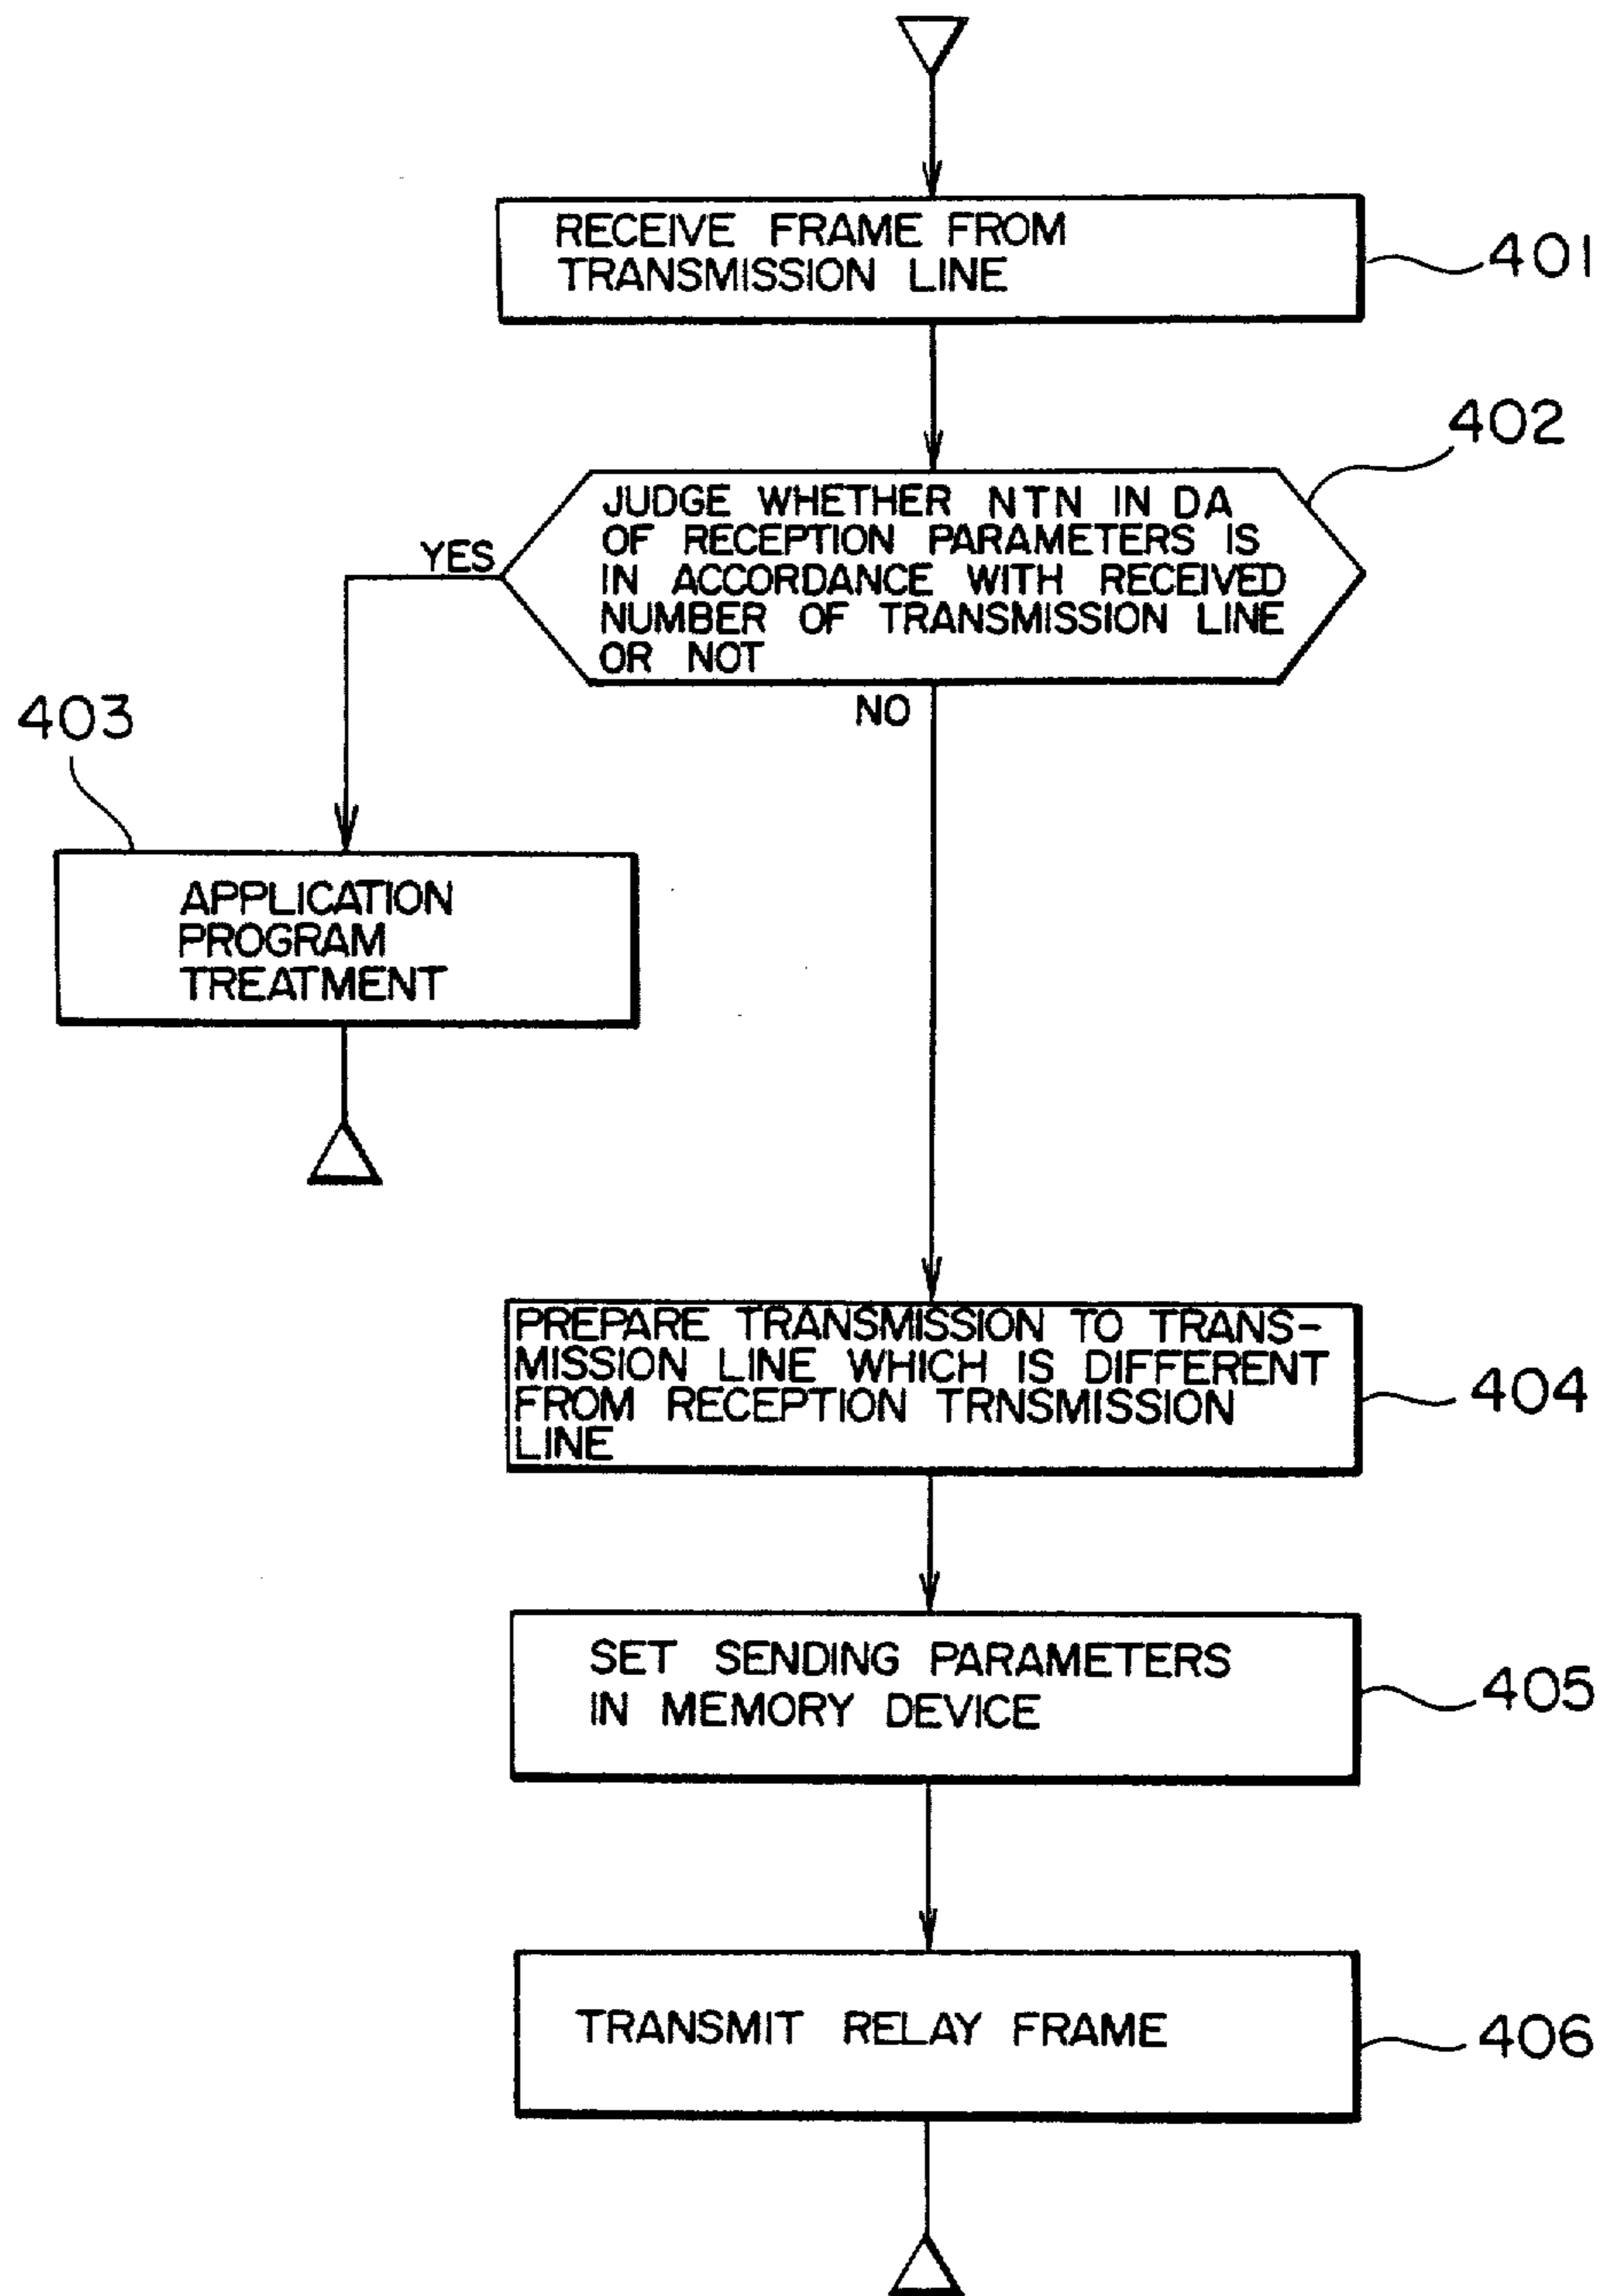 RECEIVE FRAME FROM
TRANSMISSION LINE
401
402
JUDGE WHETHER NTN IN DA
OF RECEPTION PARAMETERS IS
IN ACCORDANCE WITH RECEIVED
NUMBER OF TRANSMISSION LINE
OR NOT
YES
NO
403
APPLICATION
PROGRAM
TREATMENT
PREPARE TRANSMISSION TO TRANS-
MISSION LINE WHICH IS DIFFERENT
FROM RECEPTION TRNSMISSION
LINE
404
SET SENDING PARAMETERS
IN MEMORY DEVICE
405
TRANSMIT RELAY FRAME
406